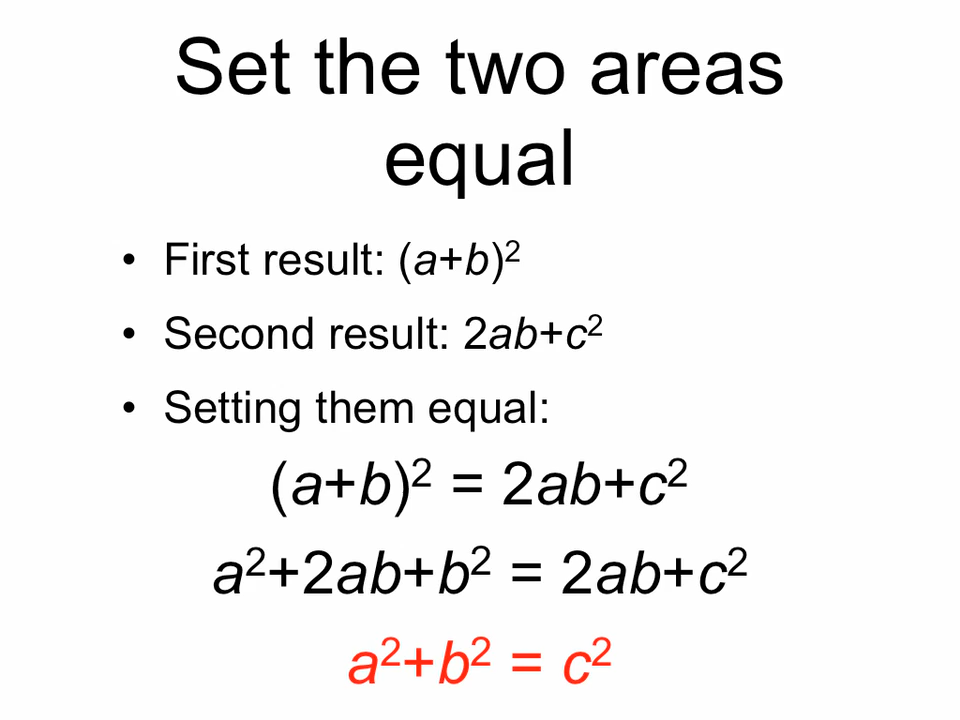 Set the two areas
equal
• First result: (a+b)²
• Second result: 2ab+c²
• Setting them equal:
(a+b)² = 2ab+c²
a²+2ab+b² = 2ab+c²
a²+b² = c²